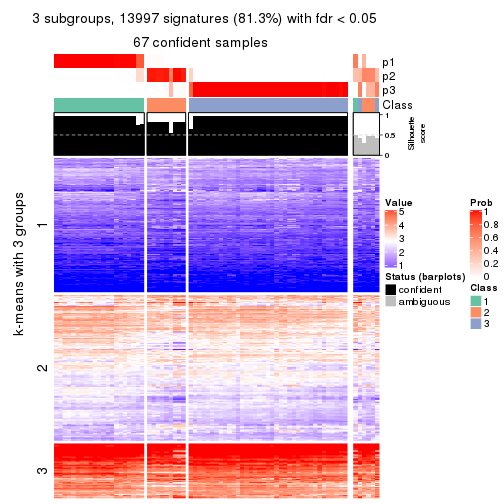 3 subgroups, 13997 signatures (81.3%) with fdr < 0.05
67 confident samples
p1
p2
p3
Class
1
0.5
0
Silhouette
score
k-means with 3 groups
1
2
3
Value
5
4
3
2
1
Status (barplots)
confident
ambiguous
Prob
1
0.8
0.6
0.4
0.2
0
Class
1
2
3